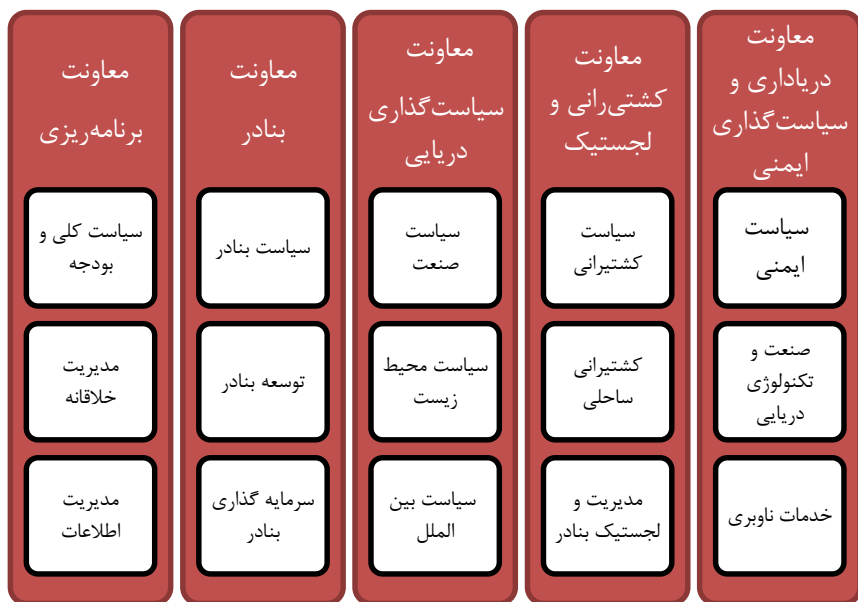 معاونت
دریاداری و
سیاست‌گذاری
ایمنی
سیاست
ایمنی
صنعت و
تکنولوژی
دریایی
خدمات ناوبری
معاونت
کشتی‌رانی و
لجستیک
سیاست
کشتیرانی
کشتیرانی
ساحلی
مدیریت و
لجستیک بنادر
معاونت
سیاست‌گذاری
دریایی
سیاست
صنعت
سیاست محیط
زیست
سیاست بین
الملل
معاونت
بنادر
سیاست بنادر
توسعه بنادر
سرمایه گذاری
بنادر
معاونت
برنامه‌ریزی
سیاست کلی و
بودجه
مدیریت
خلاقانه
مدیریت
اطلاعات